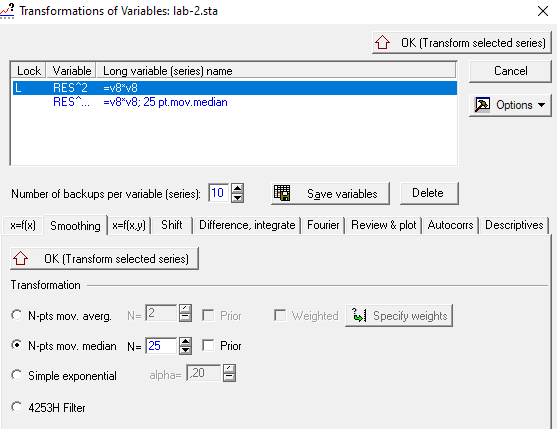 Transformations of Variables: lab-2.sta
OK (Transform selected series)
Lock Variable Long variable (series) name
L RES^2 =v8*v8
RES^... =v8*v8; 25 pt.mov.median
Cancel
Options
Number of backups per variable (series): 10 Save variables Delete
x=f(x) Smoothing x=f(x,y) Shift Difference, integrate Fourier Review & plot Autocorrs Descriptives
OK (Transform selected series)
Transformation
N-pts mov. averg. N= 2 Prior Weighted Specify weights
N-pts mov. median N= 25 Prior
Simple exponential alpha= ,20
4253H Filter